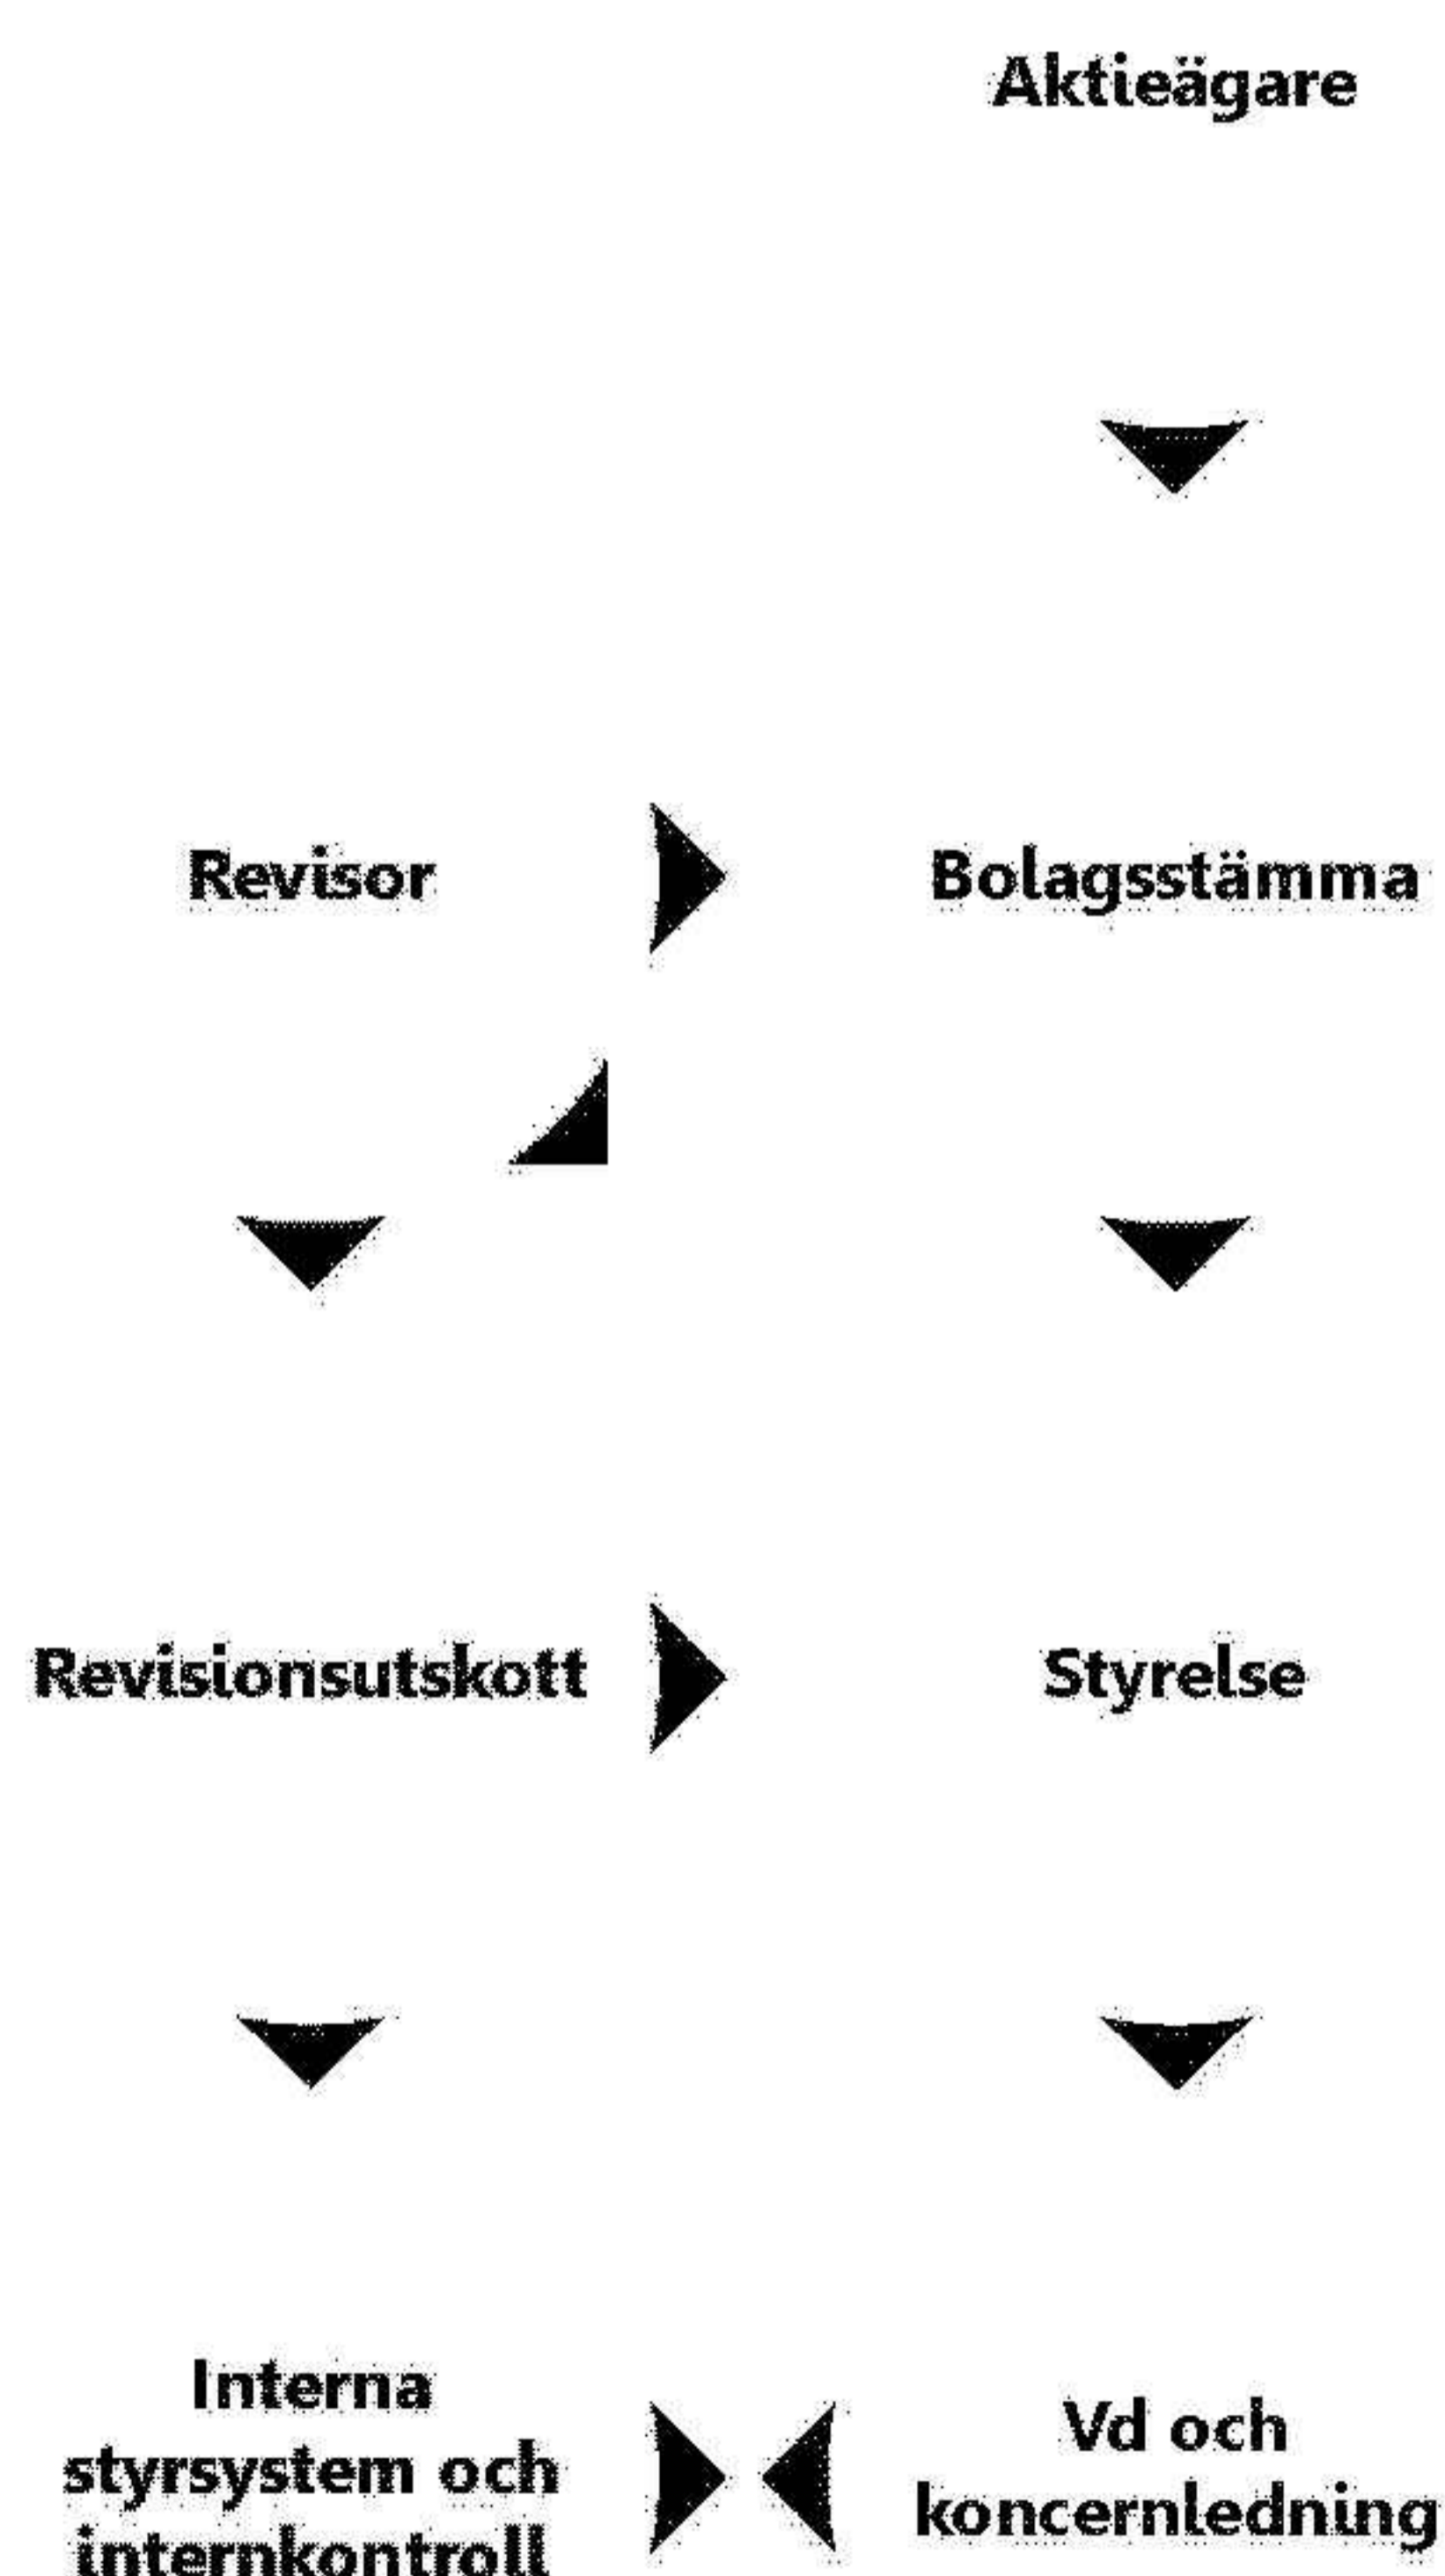 Aktieägare
Revisor
Bolagsstämma
Revisionsutskott
Styrelse
Interna
styrsystem och
internkontroll
Vd och
koncernledning